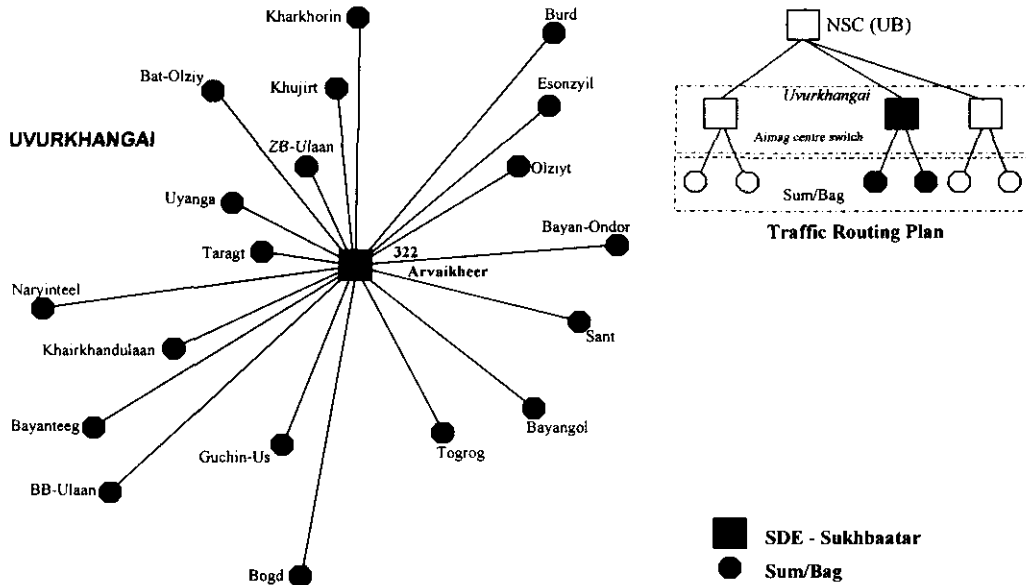 Kharkhorin
Burd
NSC (UB)
Bat-Olziy
Khujirt
Esonzyil
Uvurkhangai
UVURKHANGAI
Aimag centre switch
ZB-Ulaan
Olziyt
Uyanga
Sum/Bag
Bayan-Ondor
Traffic Routing Plan
Taragt
322
Arvaikheer
Naryinteel
Sant
Khairkhandulaan
Bayanteeg
Bayangol
Guchin-Us
Togrog
BB-Ulaan
SDE - Sukhbaatar
Bogd
Sum/Bag